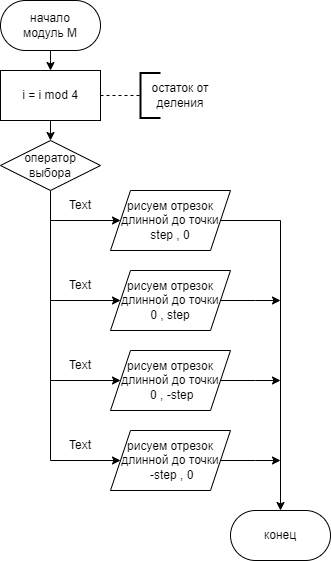 начало
модуль M
i = i mod 4
остаток от
деления
оператор
выбора
Text
рисуем отрезок
длинной до точки
step , 0
Text
рисуем отрезок
длинной до точки
0 , step
Text
рисуем отрезок
длинной до точки
0 , -step
Text
рисуем отрезок
длинной до точки
-step , 0
конец